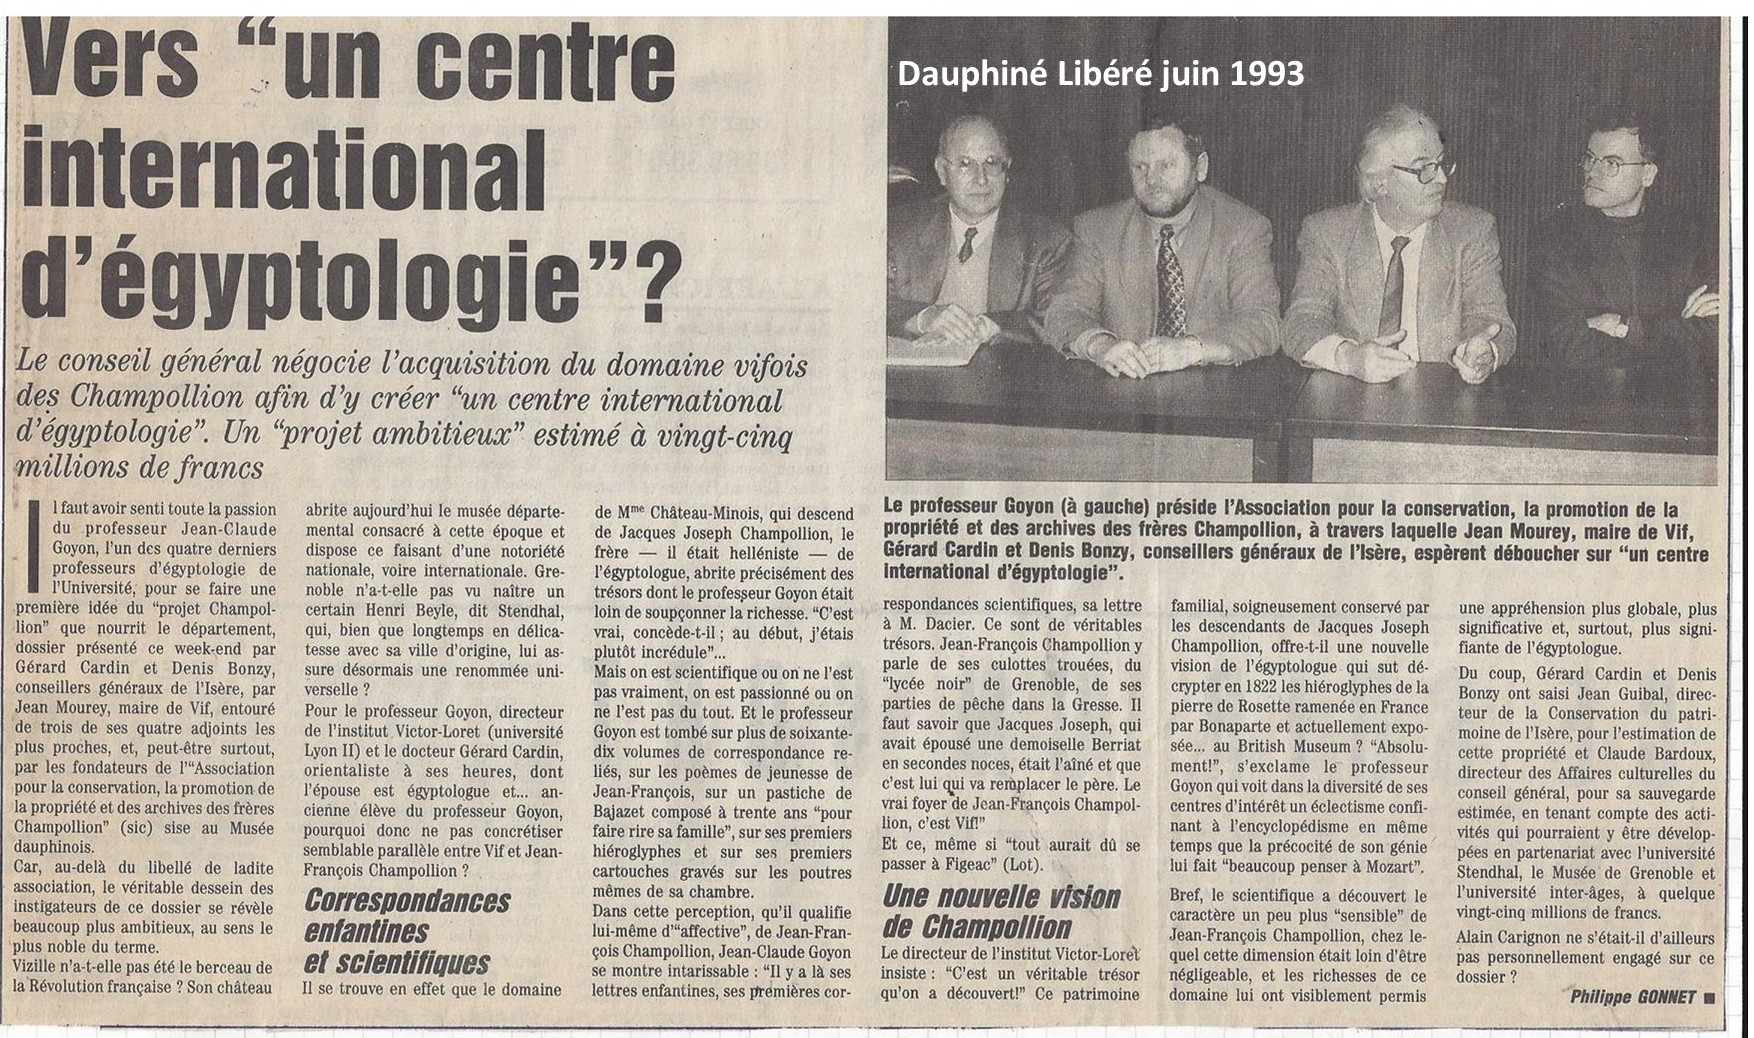 Vers “un centre
international
d’égyptologie”?
Le conseil général négocie l’acquisition du domaine vifois
des Champollion afin d’y créer “un centre international
d’égyptologie”. Un “projet ambitieux” estimé à vingt-cinq
millions de francs
Dauphiné Libéré juin 1993
Le professeur Goyon (à gauche) préside l’Association pour la conservation, la promotion de la
propriété et des archives des frères Champollion, à travers laquelle Jean Mourey, maire de Vif,
Gérard Cardin et Denis Bonzy, conseillers généraux de l’Isère, espèrent déboucher sur “un centre
international d’égyptologie”.
Il faut avoir senti toute la passion
du professeur Jean-Claude
Goyon, l’un des quatre derniers
professeurs d’égyptologie de
l’Université, pour se faire une
première idée du “projet Champol-
lion” que nourrit le département,
dossier présenté ce week-end par
Gérard Cardin et Denis Bonzy,
conseillers généraux de l’Isère, par
Jean Mourey, maire de Vif, entouré
de trois de ses quatre adjoints les
plus proches, et, peut-être surtout,
par les fondateurs de l’“Association
pour la conservation, la promotion de
la propriété et des archives des frères
Champollion” (sic) sise au Musée
dauphinois.
Car, au-delà du libellé de ladite
association, le véritable dessein des
instigateurs de ce dossier se révèle
beaucoup plus ambitieux, au sens le
plus noble du terme.
Vizille n’a-t-elle pas été le berceau de
la Révolution française ? Son château
abrite aujourd’hui le musée départe-
mental consacré à cette époque et
dispose ce faisant d’une notoriété
nationale, voire internationale. Gre-
noble n’a-t-elle pas vu naître un
certain Henri Beyle, dit Stendhal,
qui, bien que longtemps en délica-
tesse avec sa ville d’origine, lui as-
sure désormais une renommée uni-
verselle ?
Pour le professeur Goyon, directeur
de l’institut Victor-Loret (université
Lyon II) et le docteur Gérard Cardin,
orientaliste à ses heures, dont
l’épouse est égyptologue et... an-
cienne élève du professeur Goyon,
pourquoi donc ne pas concrétiser
semblable parallèle entre Vif et Jean-
François Champollion ?
Correspondances
enfantines
et scientifiques
Il se trouve en effet que le domaine
de Mme Château-Minois, qui descend
de Jacques Joseph Champollion, le
frère — il était helléniste — de
l’égyptologue, abrite précisément des
trésors dont le professeur Goyon était
loin de soupçonner la richesse. “C’est
vrai, concède-t-il ; au début, j’étais
plutôt incrédule”...
Mais on est scientifique ou on ne l’est
pas vraiment, on est passionné ou on
ne l’est pas du tout. Et le professeur
Goyon est tombé sur plus de soixante-
dix volumes de correspondance re-
liés, sur les poèmes de jeunesse de
Jean-François, sur un pastiche de
Bajazet composé à trente ans “pour
faire rire sa famille”, sur ses premiers
hiéroglyphes et sur ses premiers
cartouches gravés sur les poutres
mêmes de sa chambre.
Dans cette perception, qu’il qualifie
lui-même d’“affective”, de Jean-Fran-
çois Champollion, Jean-Claude Goyon
se montre intarissable : “Il y a là ses
lettres enfantines, ses premières cor-
respondances scientifiques, sa lettre
à M. Dacier. Ce sont de véritables
trésors. Jean-François Champollion y
parle de ses culottes trouées, du
“lycée noir” de Grenoble, de ses
parties de pêche dans la Gresse. Il
faut savoir que Jacques Joseph, qui
avait épousé une demoiselle Berriat
en secondes noces, était l’aîné et que
c’est lui qui va remplacer le père. Le
vrai foyer de Jean-François Champol-
lion, c’est Vif!”
Et ce, même si “tout aurait dû se
passer à Figeac” (Lot).
Une nouvelle vision
de Champollion
Le directeur de l’institut Victor-Loret
insiste : “C’est un véritable trésor
qu’on a découvert!” Ce patrimoine
familial, soigneusement conservé par
les descendants de Jacques Joseph
Champollion, offre-t-il une nouvelle
vision de l’égyptologue qui sut dé-
crypter en 1822 les hiéroglyphes de la
pierre de Rosette ramenée en France
par Bonaparte et actuellement expo-
sée... au British Museum ? “Absolu-
ment!”, s’exclame le professeur
Goyon qui voit dans la diversité de ses
centres d’intérêt un éclectisme confi-
nant à l’encyclopédisme en même
temps que la précocité de son génie
lui fait “beaucoup penser à Mozart”.
Bref, le scientifique a découvert le
caractère un peu plus “sensible” de
Jean-François Champollion, chez le-
quel cette dimension était loin d’être
négligeable, et les richesses de ce
domaine lui ont visiblement permis
une appréhension plus globale, plus
significative et, surtout, plus signi-
fiante de l’égyptologue.
Du coup, Gérard Cardin et Denis
Bonzy ont saisi Jean Guibal, direc-
teur de la Conservation du patri-
moine de l’Isère, pour l’estimation de
cette propriété et Claude Bardoux,
directeur des Affaires culturelles du
conseil général, pour sa sauvegarde
estimée, en tenant compte des acti-
vités qui pourraient y être dévelop-
pées en partenariat avec l’université
Stendhal, le Musée de Grenoble et
l’université inter-âges, à quelque
vingt-cinq millions de francs.
Alain Carignon ne s’était-il d’ailleurs
pas personnellement engagé sur ce
dossier ?
Philippe GONNET ■